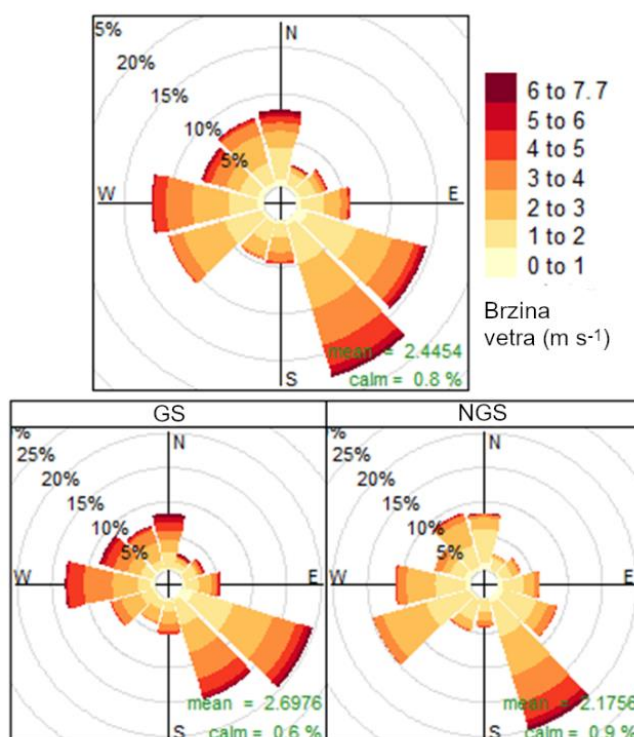 5%
20%
15%
10%
5%
N
W
E
S
mean = 2.4454
calm = 0.8 %
6 to 7.7
5 to 6
4 to 5
3 to 4
2 to 3
1 to 2
0 to 1
Brzina
vetra (m s-1)
GS
NGS
%
25%
20%
15%
10%
5%
N
W
E
S
mean = 2.6976
calm = 0.6 %
%
25%
20%
15%
10%
5%
N
W
E
S
mean = 2.1756
calm = 0.9 %